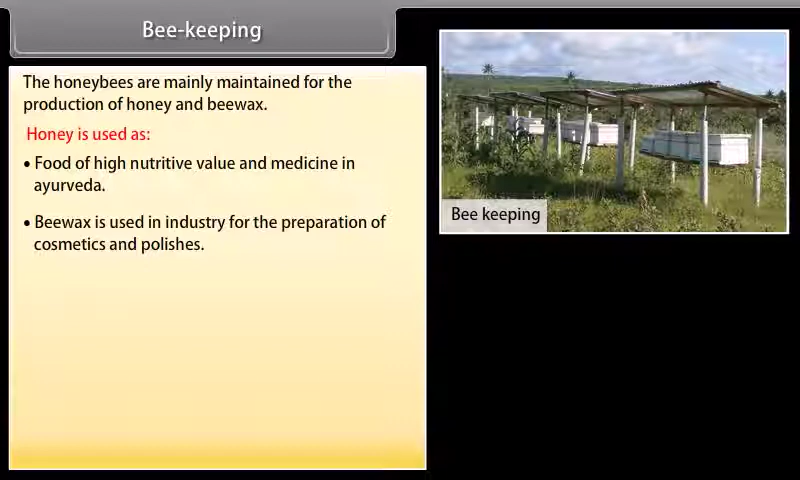 Bee-keeping
The honeybees are mainly maintained for the
production of honey and beewax.
Honey is used as:
• Food of high nutritive value and medicine in
ayurveda.
• Beewax is used in industry for the preparation of
cosmetics and polishes.
Bee keeping